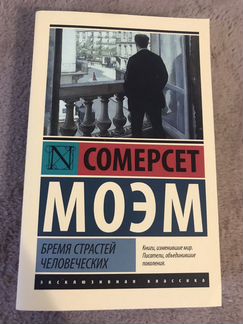 СОМЕРСЕТ
МОЭМ
БРЕМЯ СТРАСТЕЙ
ЧЕЛОВЕЧЕСКИХ
Книги, изменившие мир.
Писатели, объединившие
поколения.
ЭКСКЛЮЗИВНАЯ КЛАССИКА